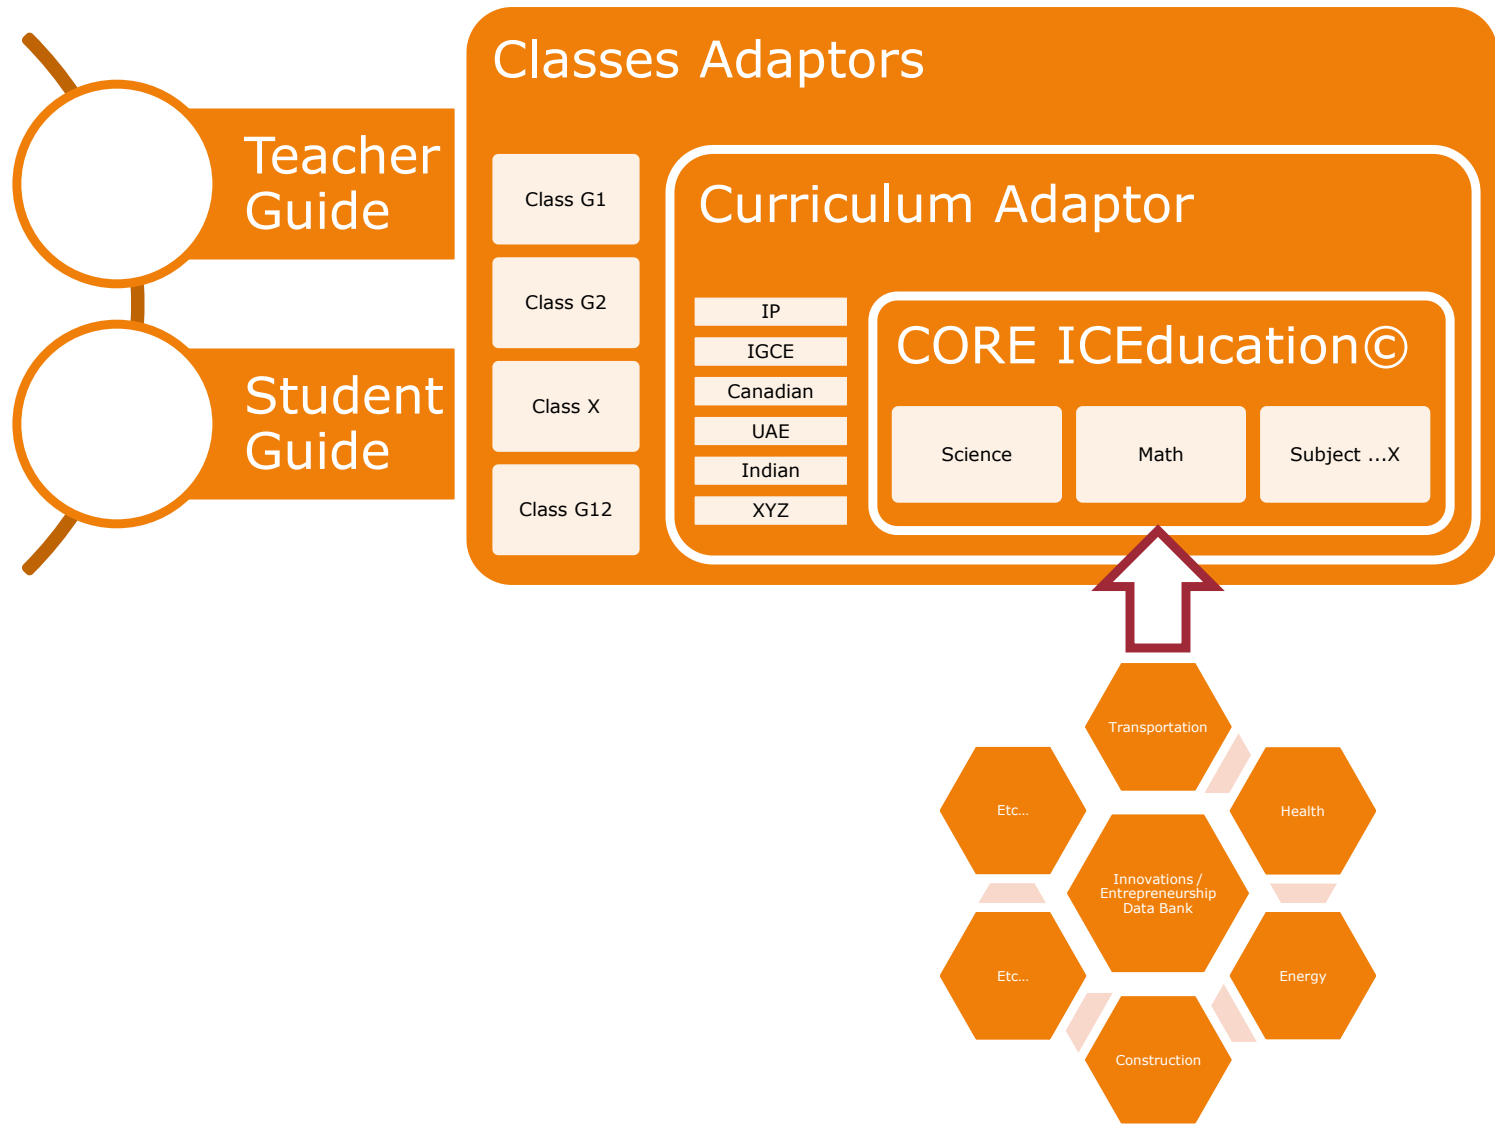 Teacher
Guide
Student
Guide
Classes Adaptors
Class G1
Class G2
Class X
Class G12
Curriculum Adaptor
IP
IGCE
Canadian
UAE
Indian
XYZ
CORE ICEducation©
Science
Math
Subject ...X
Transportation
Etc...
Health
Innovations /
Entrepreneurship
Data Bank
Etc...
Energy
Construction